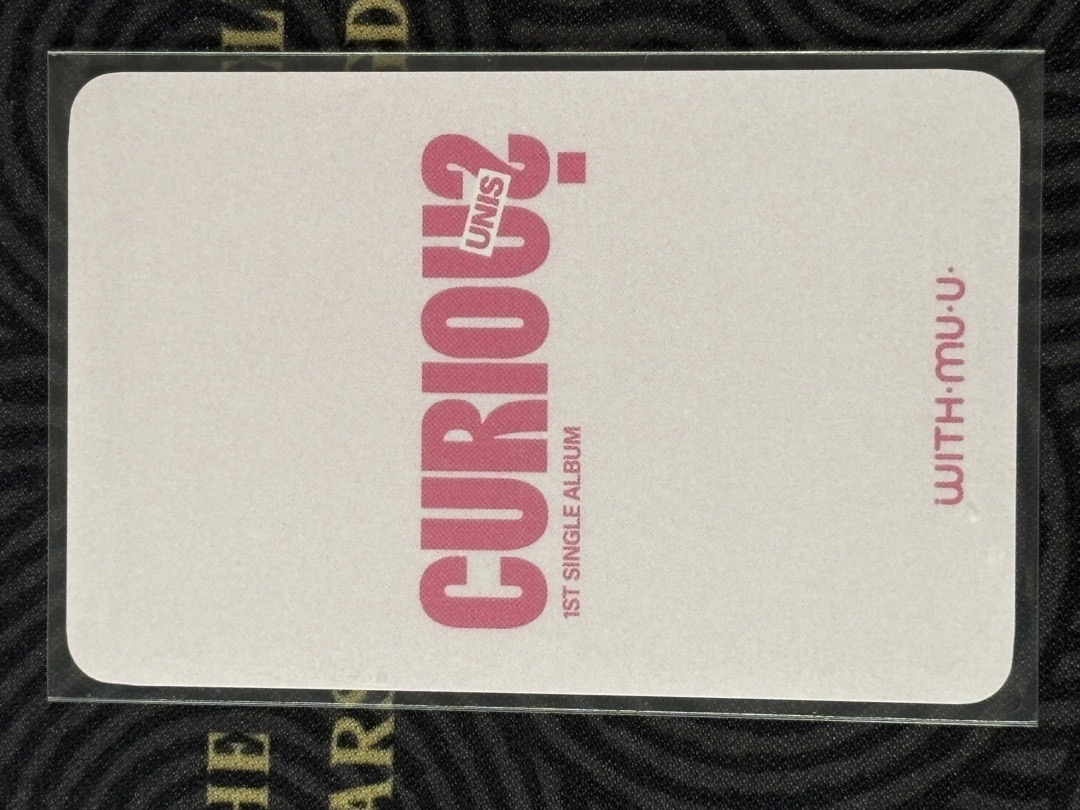 CURIOU?
UNIS
1ST SINGLE ALBUM
WITH·MU·U·